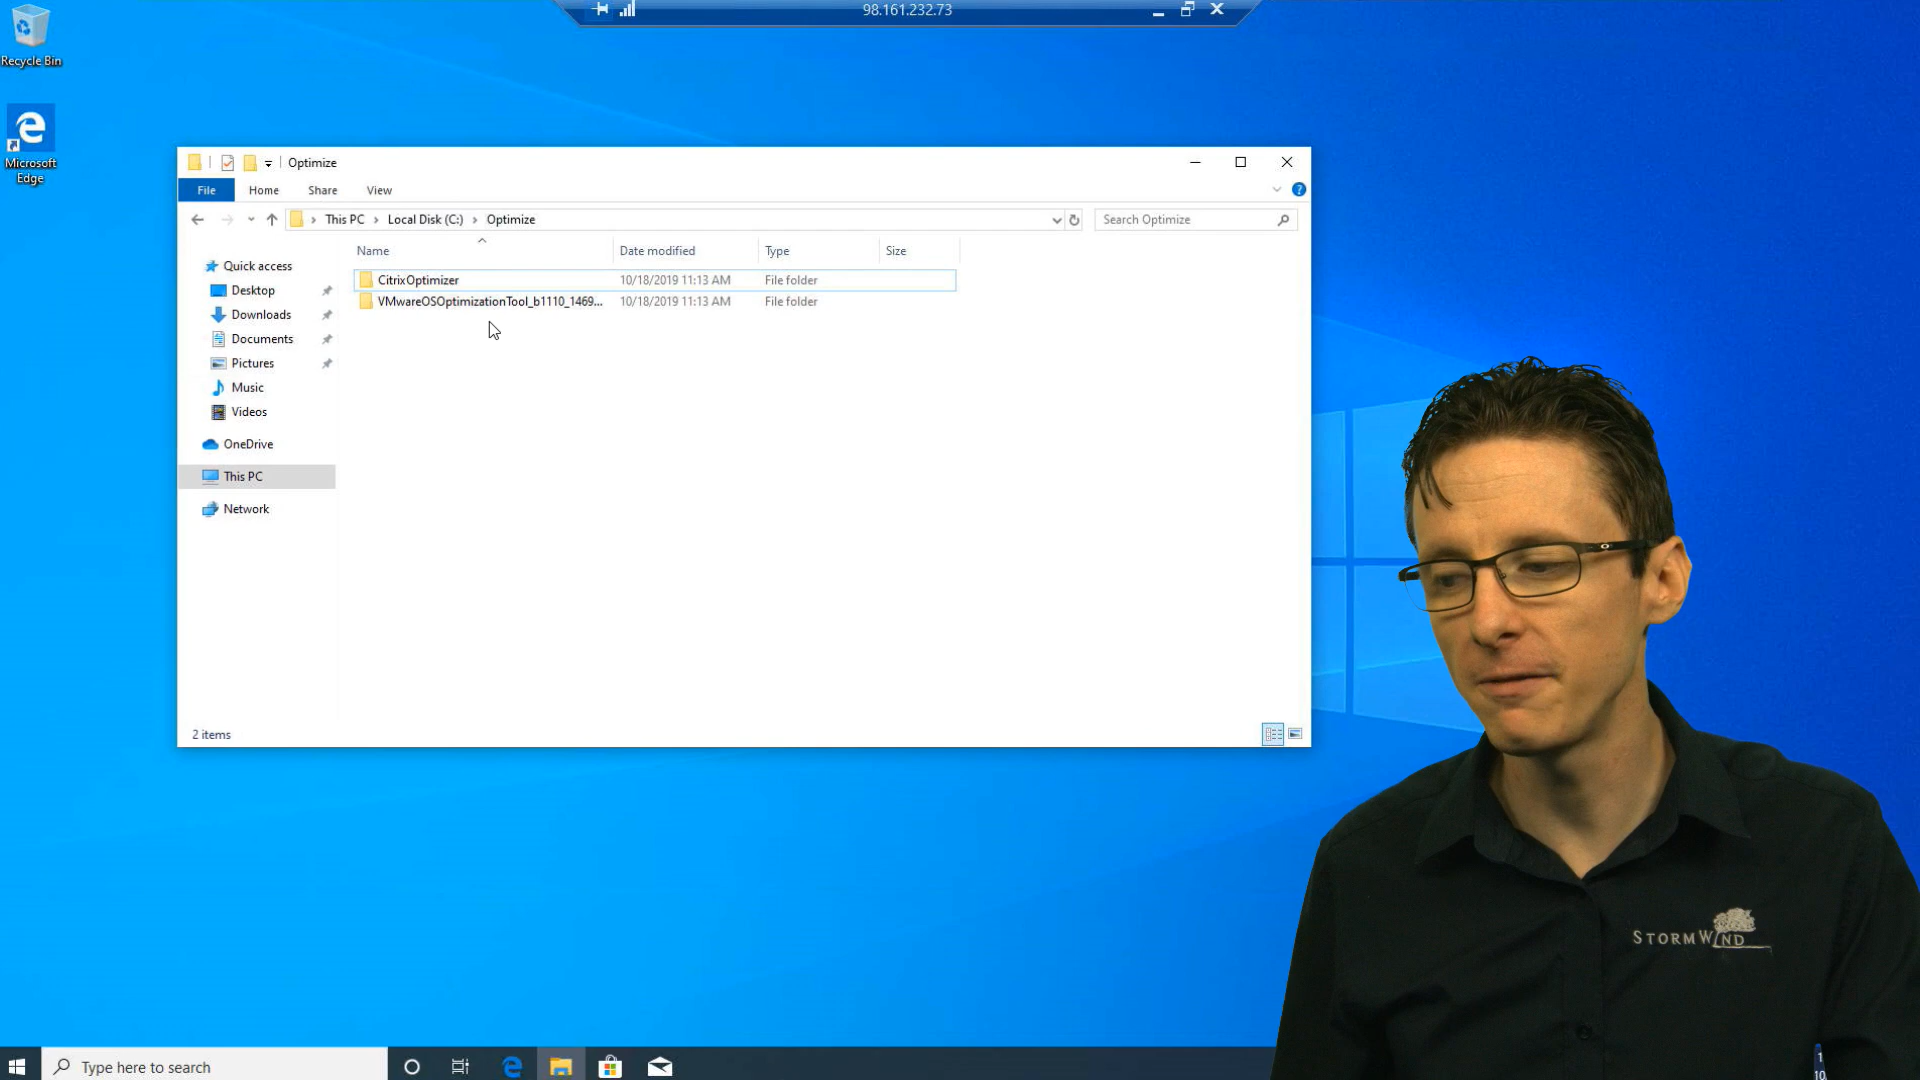 98.161.232.73
Recycle Bin
Microsoft
Edge
Optimize
File Home Share View
This PC > Local Disk (C:) > Optimize
Search Optimize
Name Date modified Type Size
CitrixOptimizer 10/18/2019 11:13 AM File folder
VMwareOSOptimizationTool_b1110_1469... 10/18/2019 11:13 AM File folder
Quick access
Desktop
Downloads
Documents
Pictures
Music
Videos
OneDrive
This PC
Network
2 items
STORMWIND
Type here to search